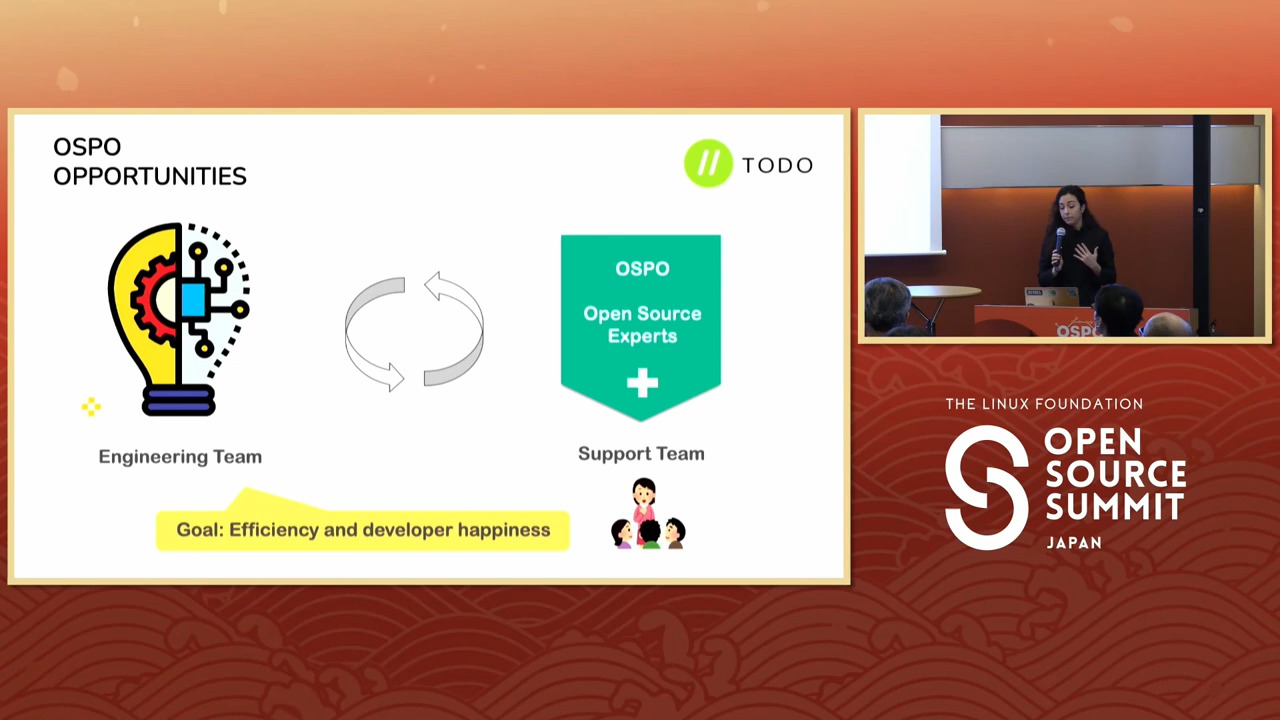 OSPO
OPPORTUNITIES
// TODO
OSPO
Open Source
Experts
Engineering Team
Support Team
Goal: Efficiency and developer happiness
OSPO
THE LINUX FOUNDATION
OPEN
SOURCE
SUMMIT
JAPAN